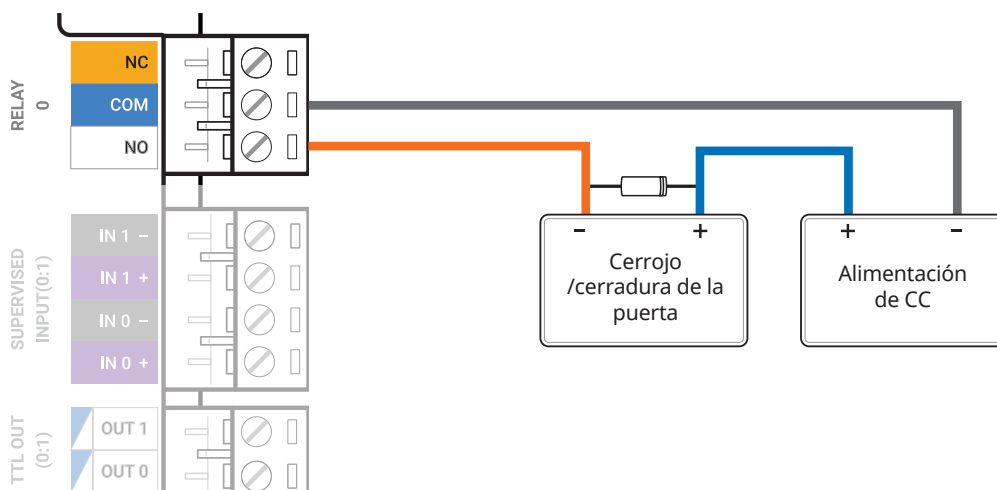 RELAY
0
NC
COM
NO
SUPERVISED
INPUT(0:1)
IN 1 –
IN 1 +
IN 0 –
IN 0 +
TTL OUT
(0:1)
OUT 1
OUT 0
- +
Cerrojo
/cerradura de la
puerta
+ -
Alimentación
de CC